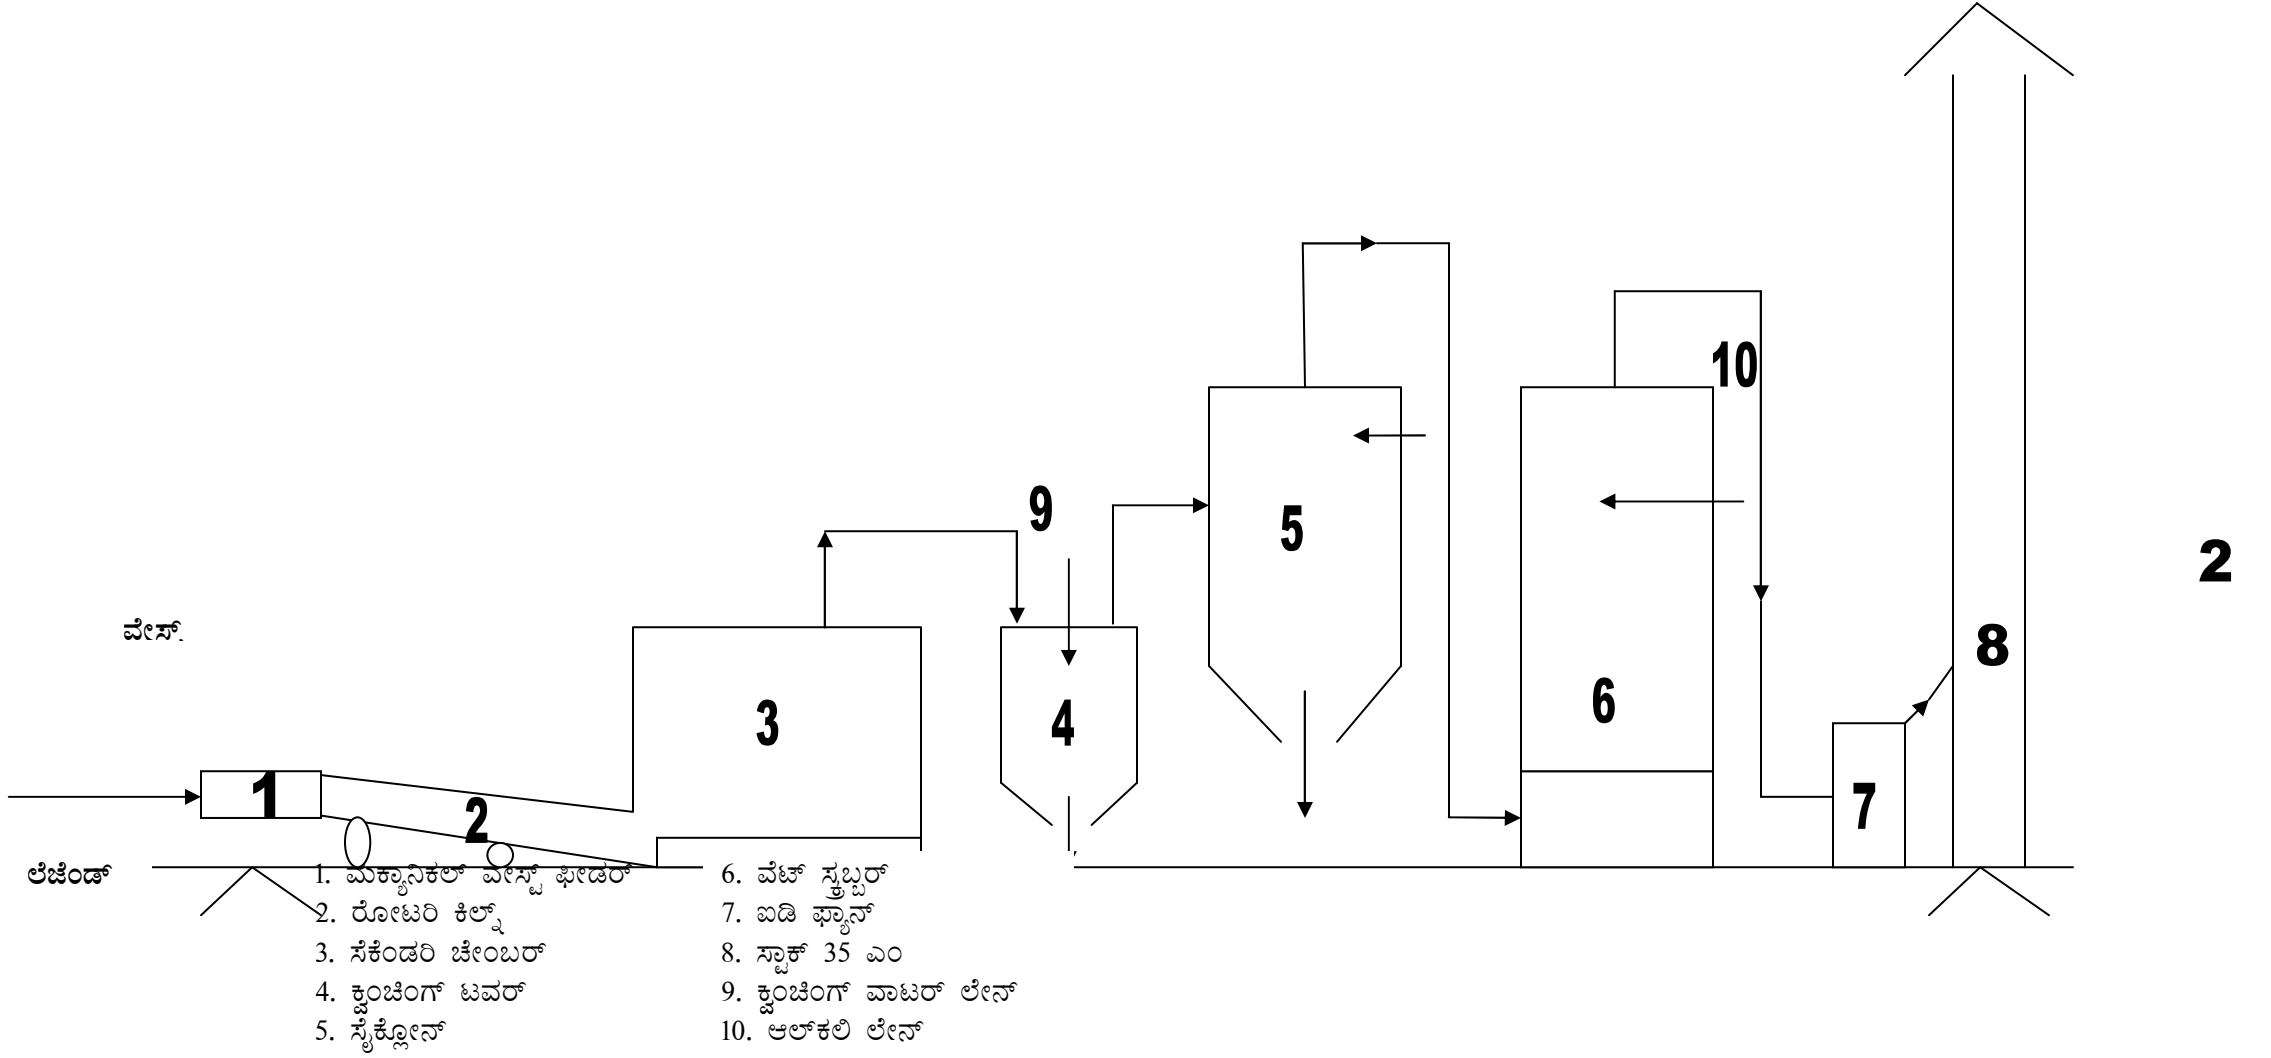 10
9
5
2
ವೇಸ್
8
6
3
4
1
2
7
ಲೆಜೆಂಡ್
1. ಮಕ್ಯಾನಿಕಲ್ ವೇಸ್ಟ್ ಫೀಡರ್
2. ರೋಟರಿ ಕಿಲ್ನ್
3. ಸೆಕೆಂಡರಿ ಚೇಂಬರ್
4. ಕ್ವಂಚಿಂಗ್ ಟವರ್
5. ಸೈಕ್ಲೋನ್
6. ವೆಟ್ ಸ್ಕ್ರಬ್ಬರ್
7. ಐಡಿ ಫ್ಯಾನ್
8. ಸ್ಟಾಕ್ 35 ಎಂ
9. ಕ್ವಂಚಿಂಗ್ ವಾಟರ್ ಲೇನ್
10. ಆಲ್‌ಕಲಿ ಲೇನ್